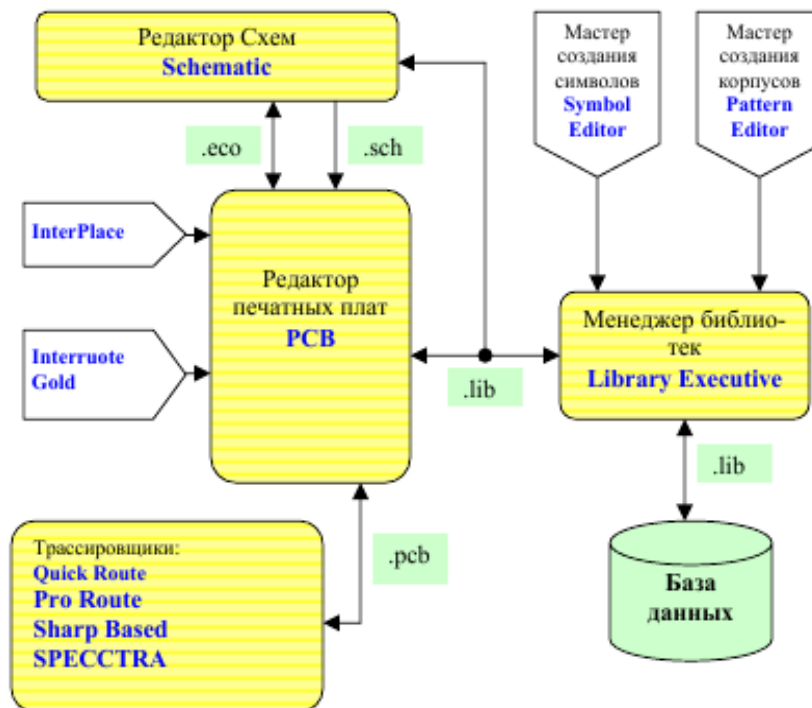 Редактор Схем
Schematic
Мастер
создания
символов
Symbol
Editor
Мастер
создания
корпусов
Pattern
Editor
.eco
.sch
InterPlace
Редактор
печатных плат
PCB
Interruote
Gold
Менеджер библио-
тек
Library Executive
.lib
.lib
Трассировщики:
Quick Route
Pro Route
Sharp Based
SPECCTRA
.pcb
База
данных